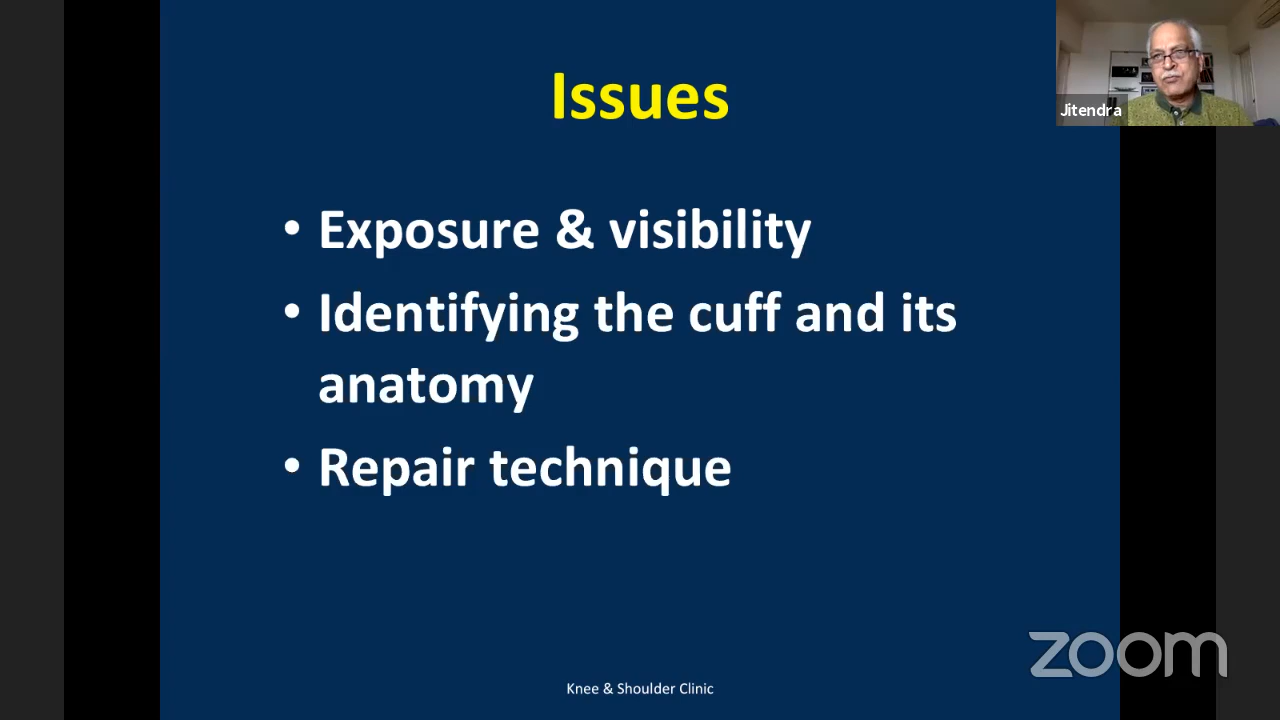 Issues
Jitendra
• Exposure & visibility
• Identifying the cuff and its
anatomy
• Repair technique
zoom
Knee & Shoulder Clinic